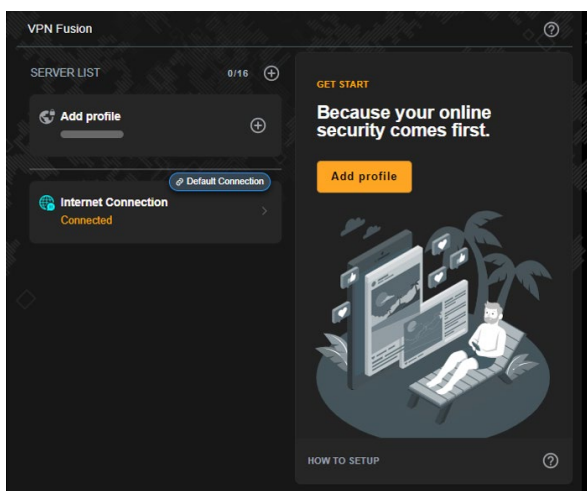 VPN Fusion
SERVER LIST
0/16
Add profile
Default Connection
Internet Connection
Connected
GET START
Because your online
security comes first.
Add profile
HOW TO SETUP